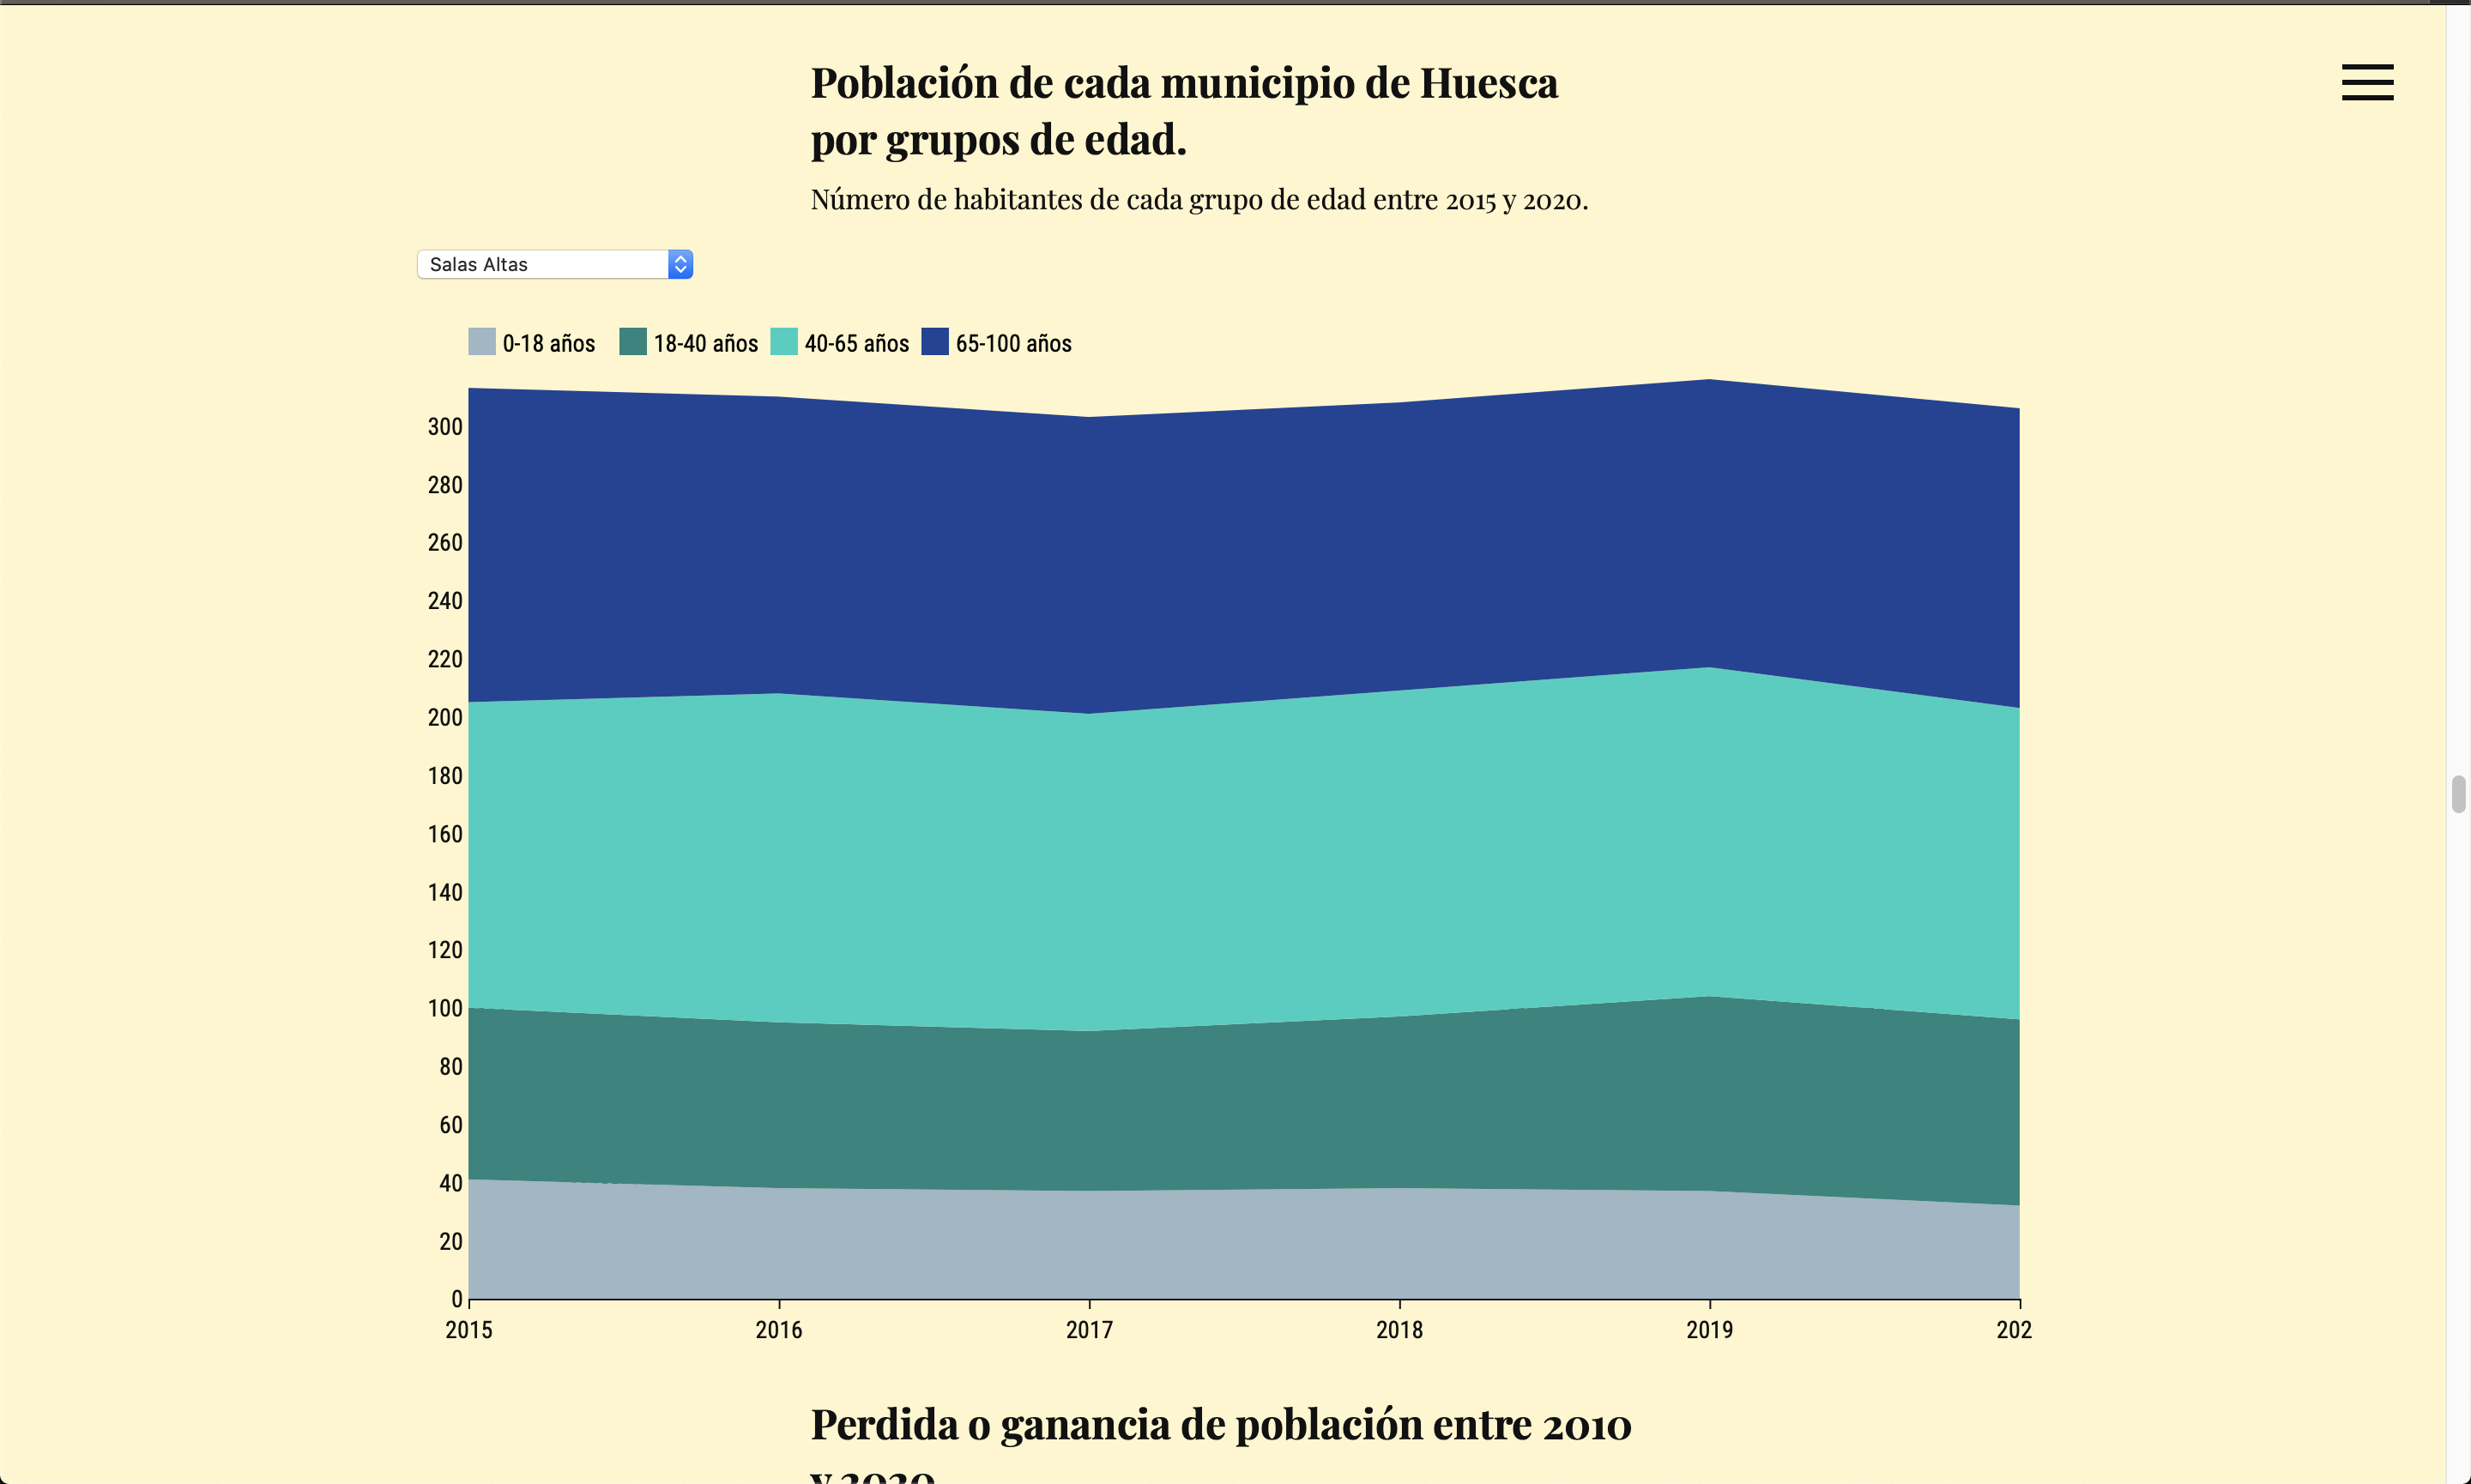 Población de cada municipio de Huesca
por grupos de edad.
Número de habitantes de cada grupo de edad entre 2015 y 2020.
Salas Altas
0-18 años 18-40 años 40-65 años 65-100 años
300
280
260
240
220
200
180
160
140
120
100
80
60
40
20
0
2015 2016 2017 2018 2019 202
Perdida o ganancia de población entre 2010
y 2020